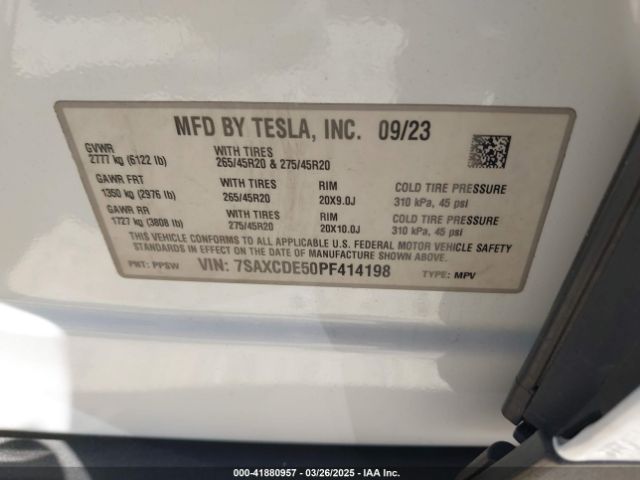 MFD BY TESLA, INC. 09/23
GVWR
2777 kg (6122 lb)
WITH TIRES
265/45R20 & 275/45R20
GAWR FRT
1350 kg (2976 lb)
WITH TIRES
265/45R20
RIM
20X9.0J
COLD TIRE PRESSURE
310 kPa, 45 psi
GAWR RR
1727 kg (3808 lb)
WITH TIRES
275/45R20
RIM
20X10.0J
COLD TIRE PRESSURE
310 kPa, 45 psi
THIS VEHICLE CONFORMS TO ALL APPLICABLE U.S. FEDERAL MOTOR VEHICLE SAFETY
STANDARDS IN EFFECT ON THE DATE OF MANUFACTURE SHOWN ABOVE.
PNT: PPSW VIN: 7SAXCDE50PF414198 TYPE: MPV
000-41880957 - 03/26/2025 - IAA Inc.